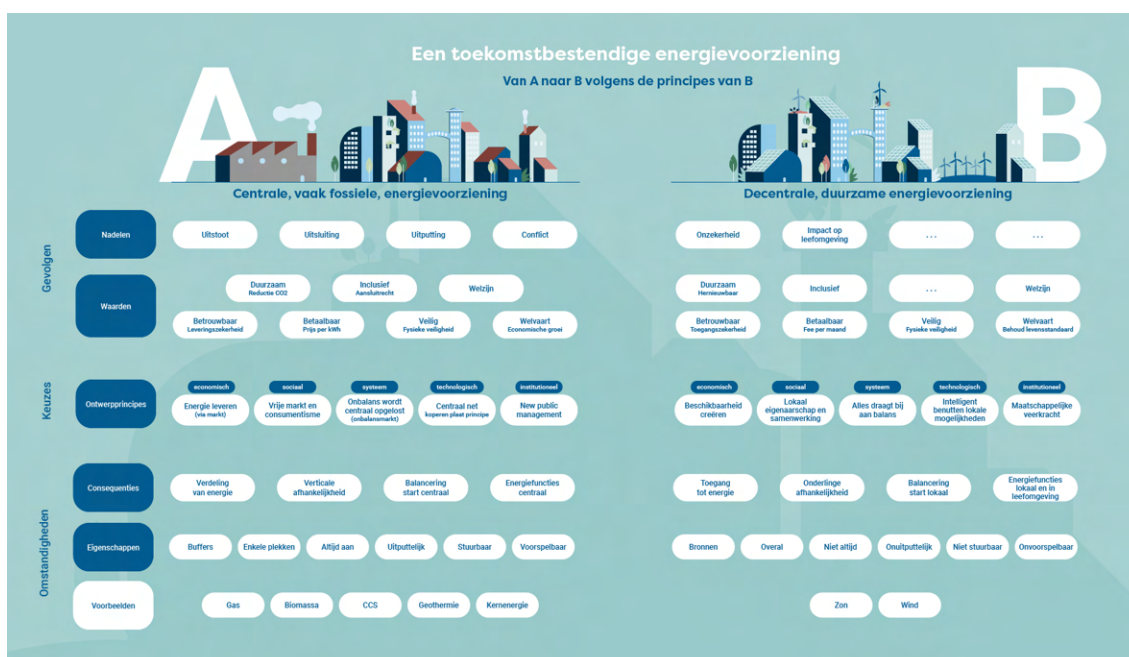 Een toekomstbestendige energievoorziening
Van A naar B volgens de principes van B
A
B
Centrale, vaak fossiele, energievoorziening
Decentrale, duurzame energievoorziening
Gevolgen
Nadelen
Uitstoot
Uitsluiting
Uitputting
Conflict
Onzekerheid
Impact op
leefomgeving
...
...
Waarden
Duurzaam
Reductie CO2
Inclusief
Aansluitrecht
Welzijn
Duurzaam
Hernieuwbaar
Inclusief
...
Welzijn
Betrouwbaar
Leveringszekerheid
Betaalbaar
Prijs per kWh
Veilig
Fysieke veiligheid
Welvaart
Economische groei
Betrouwbaar
Toegangszekerheid
Betaalbaar
Fee per maand
Veilig
Fysieke veiligheid
Welvaart
Behoud levensstandaard
Keuzes
Ontwerpprincipes
economisch
Energie leveren
(via markt)
sociaal
Vrije markt en
consumentisme
systeem
Onbalans wordt
centraal opgelost
(onbalansmarkt)
technologisch
Centraal net
koperen plaat principe
institutioneel
New public
management
economisch
Beschikbaarheid
creëren
sociaal
Lokaal
eigenaarschap en
samenwerking
systeem
Alles draagt bij
aan balans
technologisch
Intelligent
benutten lokale
mogelijkheden
institutioneel
Maatschappelijke
veerkracht
Omstandigheden
Consequenties
Verdeling
van energie
Verticale
afhankelijkheid
Balancering
start centraal
Energiefuncties
centraal
Toegang
tot energie
Onderlinge
afhankelijkheid
Balancering
start lokaal
Energiefuncties
lokaal en in
leefomgeving
Eigenschappen
Buffers
Enkele plekken
Altijd aan
Uitputtelijk
Stuurbaar
Voorspelbaar
Bronnen
Overal
Niet altijd
Onuitputtelijk
Niet stuurbaar
Onvoorspelbaar
Voorbeelden
Gas
Biomassa
CCS
Geothermie
Kernenergie
Zon
Wind